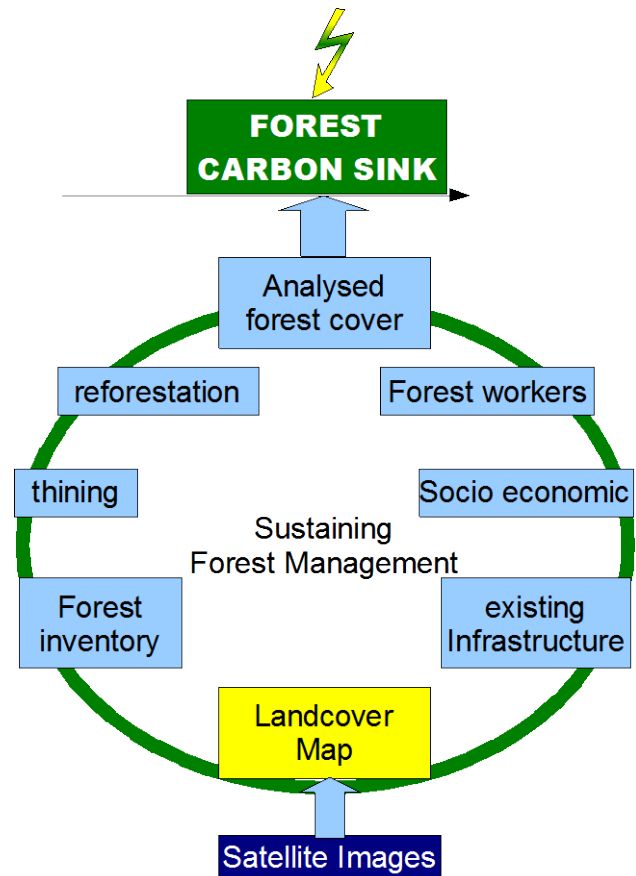 FOREST
CARBON SINK
Analysed
forest cover
reforestation
Forest workers
thining
Socio economic
Sustaining
Forest Management
Forest
inventory
existing
Infrastructure
Landcover
Map
Satellite Images